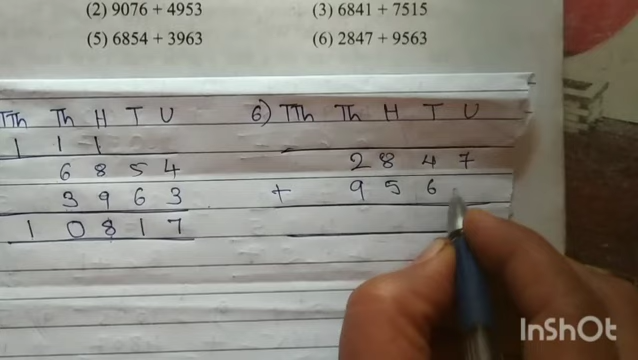 (2) 9076 + 4953 (3) 6841 + 7515
(5) 6854 + 3963 (6) 2847 + 9563
TTh Th H T U 6) TTh Th H T U
1 1 1
6 8 5 4 2 8 4 7
3 9 6 3 + 9 5 6
1 0 8 1 7
InShOt